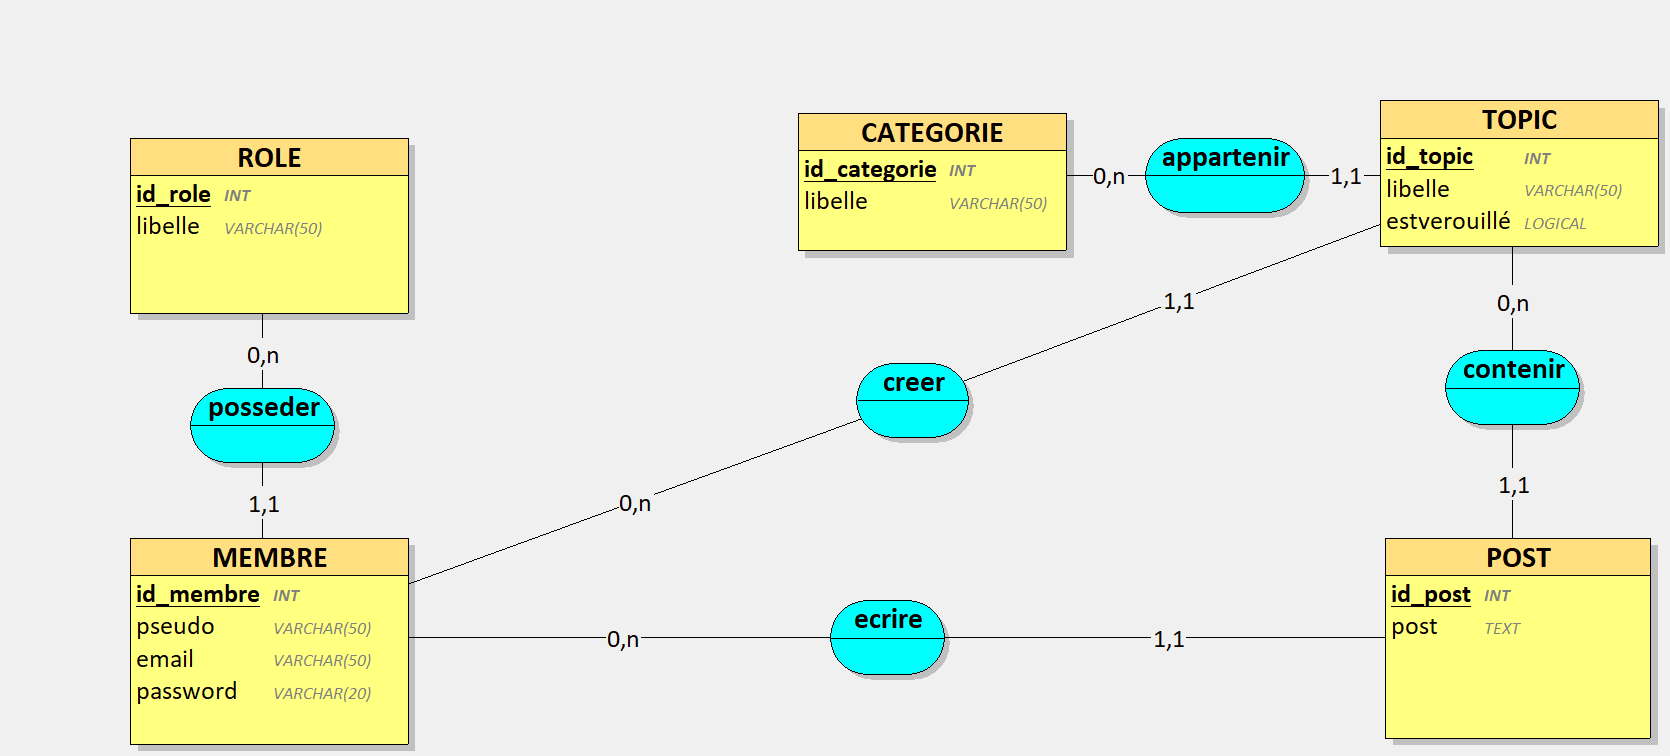 ROLE
id_role INT
libelle VARCHAR(50)
0,n
posseder
1,1
MEMBRE
id_membre INT
pseudo VARCHAR(50)
email VARCHAR(50)
password VARCHAR(20)
CATEGORIE
id_categorie INT
libelle VARCHAR(50)
0,n
appartenir
1,1
TOPIC
id_topic INT
libelle VARCHAR(50)
estverouillé LOGICAL
1,1
creer
0,n
0,n
contenir
1,1
0,n
ecrire
1,1
POST
id_post INT
post TEXT